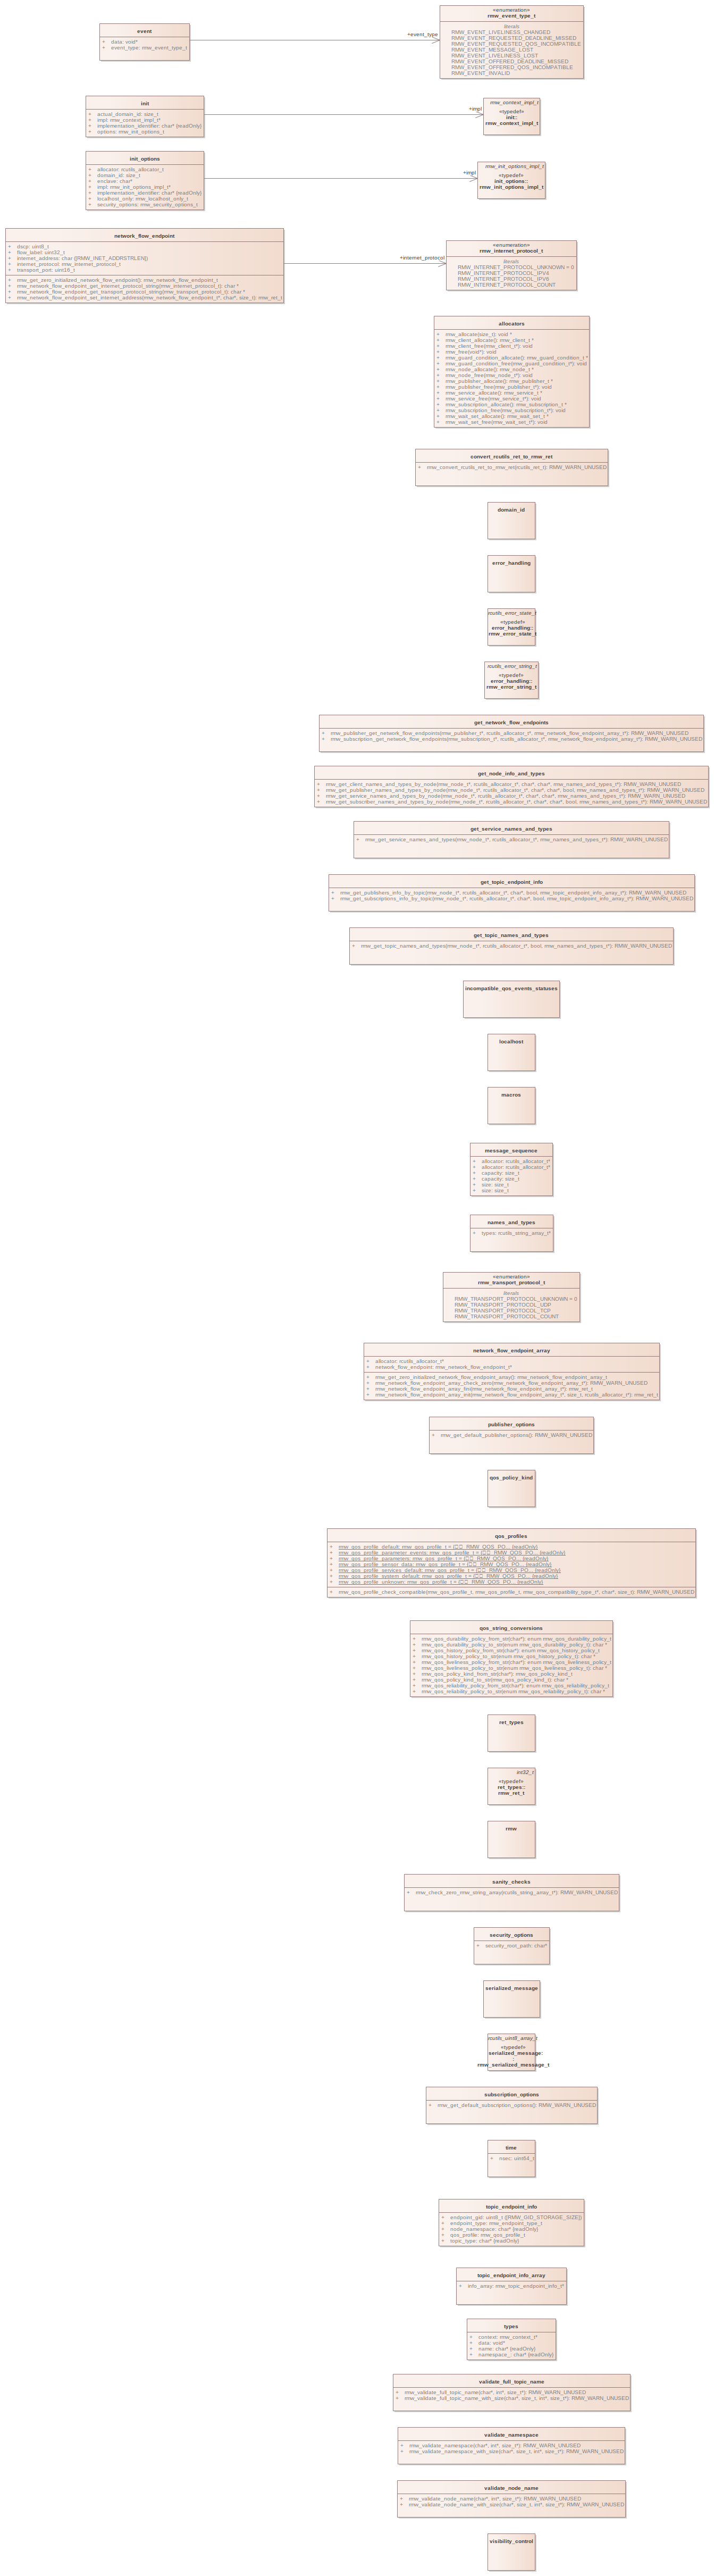 event
+ data: void*
+ event_type: rmw_event_type_t
+event_type
«enumeration»
rmw_event_type_t
literals
RMW_EVENT_LIVELINESS_CHANGED
RMW_EVENT_REQUESTED_DEADLINE_MISSED
RMW_EVENT_REQUESTED_QOS_INCOMPATIBLE
RMW_EVENT_MESSAGE_LOST
RMW_EVENT_LIVELINESS_LOST
RMW_EVENT_OFFERED_DEADLINE_MISSED
RMW_EVENT_OFFERED_QOS_INCOMPATIBLE
RMW_EVENT_INVALID
init
+ actual_domain_id: size_t
+ impl: rmw_context_impl_t*
+ implementation_identifier: char* {readOnly}
+ options: rmw_init_options_t
+impl
rmw_context_impl_t
«typedef»
init::
rmw_context_impl_t
init_options
+ allocator: rcutils_allocator_t
+ domain_id: size_t
+ enclave: char*
+ impl: rmw_init_options_impl_t*
+ implementation_identifier: char* {readOnly}
+ localhost_only: rmw_localhost_only_t
+ security_options: rmw_security_options_t
+impl
rmw_init_options_impl_t
«typedef»
init_options::
rmw_init_options_impl_t
network_flow_endpoint
+ dscp: uint8_t
+ flow_label: uint32_t
+ internet_address: char ([RMW_INET_ADDRSTRLEN])
+ internet_protocol: rmw_internet_protocol_t
+ transport_port: uint16_t
+ rmw_get_zero_initialized_network_flow_endpoint(): rmw_network_flow_endpoint_t
+ rmw_network_flow_endpoint_get_internet_protocol_string(rmw_internet_protocol_t): char *
+ rmw_network_flow_endpoint_get_transport_protocol_string(rmw_transport_protocol_t): char *
+ rmw_network_flow_endpoint_set_internet_address(rmw_network_flow_endpoint_t*, char*, size_t): rmw_ret_t
+internet_protocol
«enumeration»
rmw_internet_protocol_t
literals
RMW_INTERNET_PROTOCOL_UNKNOWN = 0
RMW_INTERNET_PROTOCOL_IPV4
RMW_INTERNET_PROTOCOL_IPV6
RMW_INTERNET_PROTOCOL_COUNT
allocators
+ rmw_allocate(size_t): void *
+ rmw_client_allocate(): rmw_client_t *
+ rmw_client_free(rmw_client_t*): void
+ rmw_free(void*): void
+ rmw_guard_condition_allocate(): rmw_guard_condition_t *
+ rmw_guard_condition_free(rmw_guard_condition_t*): void
+ rmw_node_allocate(): rmw_node_t *
+ rmw_node_free(rmw_node_t*): void
+ rmw_publisher_allocate(): rmw_publisher_t *
+ rmw_publisher_free(rmw_publisher_t*): void
+ rmw_service_allocate(): rmw_service_t *
+ rmw_service_free(rmw_service_t*): void
+ rmw_subscription_allocate(): rmw_subscription_t *
+ rmw_subscription_free(rmw_subscription_t*): void
+ rmw_wait_set_allocate(): rmw_wait_set_t *
+ rmw_wait_set_free(rmw_wait_set_t*): void
convert_rcutils_ret_to_rmw_ret
+ rmw_convert_rcutils_ret_to_rmw_ret(rcutils_ret_t): RMW_WARN_UNUSED
domain_id
error_handling
rcutils_error_state_t
«typedef»
error_handling::
rmw_error_state_t
rcutils_error_string_t
«typedef»
error_handling::
rmw_error_string_t
get_network_flow_endpoints
+ rmw_publisher_get_network_flow_endpoints(rmw_publisher_t*, rcutils_allocator_t*, rmw_network_flow_endpoint_array_t*): RMW_WARN_UNUSED
+ rmw_subscription_get_network_flow_endpoints(rmw_subscription_t*, rcutils_allocator_t*, rmw_network_flow_endpoint_array_t*): RMW_WARN_UNUSED
get_node_info_and_types
+ rmw_get_client_names_and_types_by_node(rmw_node_t*, rcutils_allocator_t*, char*, char*, rmw_names_and_types_t*): RMW_WARN_UNUSED
+ rmw_get_publisher_names_and_types_by_node(rmw_node_t*, rcutils_allocator_t*, char*, char*, bool, rmw_names_and_types_t*): RMW_WARN_UNUSED
+ rmw_get_service_names_and_types_by_node(rmw_node_t*, rcutils_allocator_t*, char*, char*, rmw_names_and_types_t*): RMW_WARN_UNUSED
+ rmw_get_subscriber_names_and_types_by_node(rmw_node_t*, rcutils_allocator_t*, char*, char*, bool, rmw_names_and_types_t*): RMW_WARN_UNUSED
get_service_names_and_types
+ rmw_get_service_names_and_types(rmw_node_t*, rcutils_allocator_t*, rmw_names_and_types_t*): RMW_WARN_UNUSED
get_topic_endpoint_info
+ rmw_get_publishers_info_by_topic(rmw_node_t*, rcutils_allocator_t*, char*, bool, rmw_topic_endpoint_info_array_t*): RMW_WARN_UNUSED
+ rmw_get_subscriptions_info_by_topic(rmw_node_t*, rcutils_allocator_t*, char*, bool, rmw_topic_endpoint_info_array_t*): RMW_WARN_UNUSED
get_topic_names_and_types
+ rmw_get_topic_names_and_types(rmw_node_t*, rcutils_allocator_t*, bool, rmw_names_and_types_t*): RMW_WARN_UNUSED
incompatible_qos_events_statuses
localhost
macros
message_sequence
+ allocator: rcutils_allocator_t*
+ allocator: rcutils_allocator_t*
+ capacity: size_t
+ capacity: size_t
+ size: size_t
+ size: size_t
names_and_types
+ types: rcutils_string_array_t*
«enumeration»
rmw_transport_protocol_t
literals
RMW_TRANSPORT_PROTOCOL_UNKNOWN = 0
RMW_TRANSPORT_PROTOCOL_UDP
RMW_TRANSPORT_PROTOCOL_TCP
RMW_TRANSPORT_PROTOCOL_COUNT
network_flow_endpoint_array
+ allocator: rcutils_allocator_t*
+ network_flow_endpoint: rmw_network_flow_endpoint_t*
+ rmw_get_zero_initialized_network_flow_endpoint_array(): rmw_network_flow_endpoint_array_t
+ rmw_network_flow_endpoint_array_check_zero(rmw_network_flow_endpoint_array_t*): RMW_WARN_UNUSED
+ rmw_network_flow_endpoint_array_fini(rmw_network_flow_endpoint_array_t*): rmw_ret_t
+ rmw_network_flow_endpoint_array_init(rmw_network_flow_endpoint_array_t*, size_t, rcutils_allocator_t*): rmw_ret_t
publisher_options
+ rmw_get_default_publisher_options(): RMW_WARN_UNUSED
qos_policy_kind
qos_profiles
+ rmw_qos_profile_default: rmw_qos_profile_t = {□□ RMW_QOS_PO... {readOnly}
+ rmw_qos_profile_parameter_events: rmw_qos_profile_t = {□□ RMW_QOS_PO... {readOnly}
+ rmw_qos_profile_parameters: rmw_qos_profile_t = {□□ RMW_QOS_PO... {readOnly}
+ rmw_qos_profile_sensor_data: rmw_qos_profile_t = {□□ RMW_QOS_PO... {readOnly}
+ rmw_qos_profile_services_default: rmw_qos_profile_t = {□□ RMW_QOS_PO... {readOnly}
+ rmw_qos_profile_system_default: rmw_qos_profile_t = {□□ RMW_QOS_PO... {readOnly}
+ rmw_qos_profile_unknown: rmw_qos_profile_t = {□□ RMW_QOS_PO... {readOnly}
+ rmw_qos_profile_check_compatible(rmw_qos_profile_t, rmw_qos_profile_t, rmw_qos_compatibility_type_t*, char*, size_t): RMW_WARN_UNUSED
qos_string_conversions
+ rmw_qos_durability_policy_from_str(char*): enum rmw_qos_durability_policy_t
+ rmw_qos_durability_policy_to_str(enum rmw_qos_durability_policy_t): char *
+ rmw_qos_history_policy_from_str(char*): enum rmw_qos_history_policy_t
+ rmw_qos_history_policy_to_str(enum rmw_qos_history_policy_t): char *
+ rmw_qos_liveliness_policy_from_str(char*): enum rmw_qos_liveliness_policy_t
+ rmw_qos_liveliness_policy_to_str(enum rmw_qos_liveliness_policy_t): char *
+ rmw_qos_policy_kind_from_str(char*): rmw_qos_policy_kind_t
+ rmw_qos_policy_kind_to_str(rmw_qos_policy_kind_t): char *
+ rmw_qos_reliability_policy_from_str(char*): enum rmw_qos_reliability_policy_t
+ rmw_qos_reliability_policy_to_str(enum rmw_qos_reliability_policy_t): char *
ret_types
int32_t
«typedef»
ret_types::
rmw_ret_t
rmw
sanity_checks
+ rmw_check_zero_rmw_string_array(rcutils_string_array_t*): RMW_WARN_UNUSED
security_options
+ security_root_path: char*
serialized_message
rcutils_uint8_array_t
«typedef»
serialized_message:
:
rmw_serialized_message_t
subscription_options
+ rmw_get_default_subscription_options(): RMW_WARN_UNUSED
time
+ nsec: uint64_t
topic_endpoint_info
+ endpoint_gid: uint8_t ([RMW_GID_STORAGE_SIZE])
+ endpoint_type: rmw_endpoint_type_t
+ node_namespace: char* {readOnly}
+ qos_profile: rmw_qos_profile_t
+ topic_type: char* {readOnly}
topic_endpoint_info_array
+ info_array: rmw_topic_endpoint_info_t*
types
+ context: rmw_context_t*
+ data: void*
+ name: char* {readOnly}
+ namespace_: char* {readOnly}
validate_full_topic_name
+ rmw_validate_full_topic_name(char*, int*, size_t*): RMW_WARN_UNUSED
+ rmw_validate_full_topic_name_with_size(char*, size_t, int*, size_t*): RMW_WARN_UNUSED
validate_namespace
+ rmw_validate_namespace(char*, int*, size_t*): RMW_WARN_UNUSED
+ rmw_validate_namespace_with_size(char*, size_t, int*, size_t*): RMW_WARN_UNUSED
validate_node_name
+ rmw_validate_node_name(char*, int*, size_t*): RMW_WARN_UNUSED
+ rmw_validate_node_name_with_size(char*, size_t, int*, size_t*): RMW_WARN_UNUSED
visibility_control